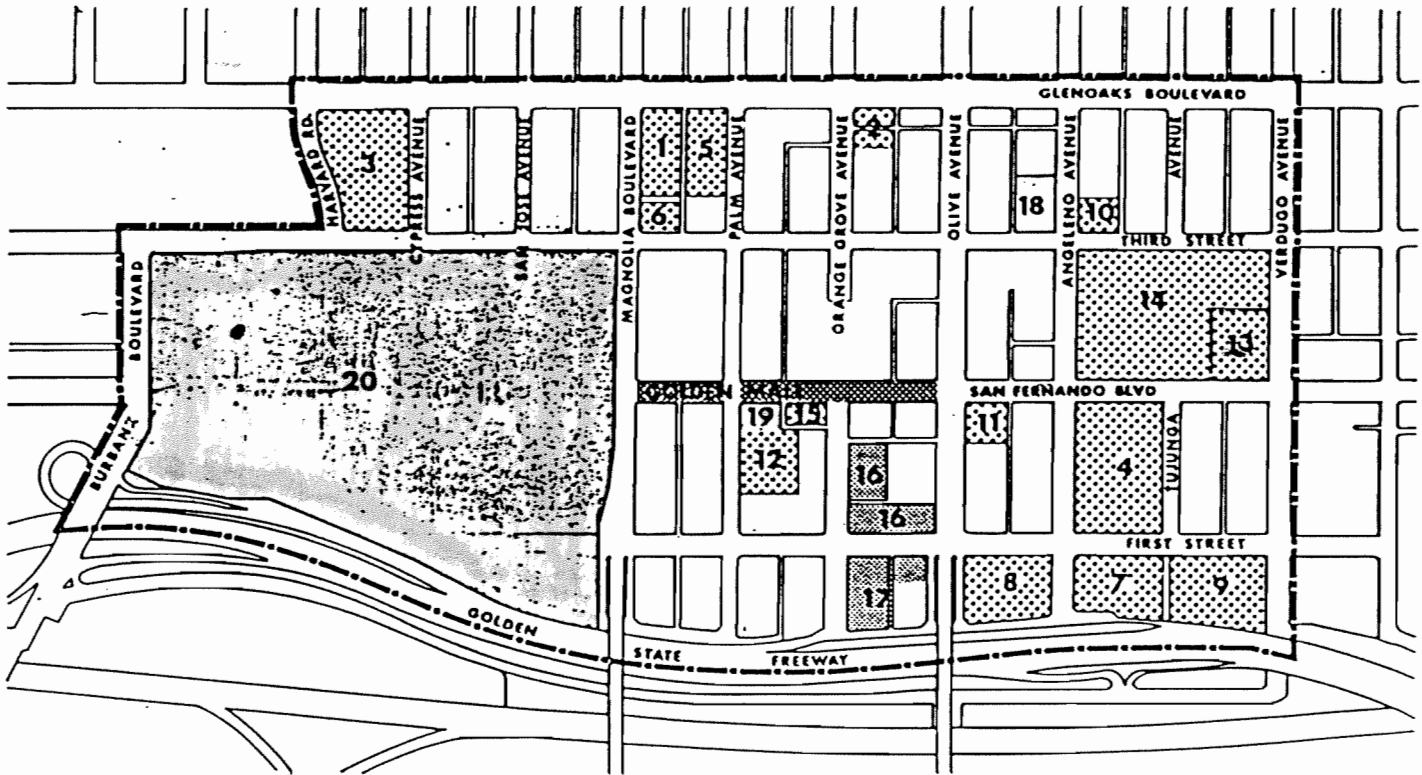 GLENOAKS BOULEVARD
HARVARD RD.
3
CYPRESS AVENUE
SAN JOSE AVENUE
MAGNOLIA BOULEVARD
1
5
6
PALM AVENUE
ORANGE GROVE AVENUE
2
OLIVE AVENUE
18
ANGELENO AVENUE
10
AVENUE
VERDUGO AVENUE
THIRD STREET
14
13
BURBANK
BOULEVARD
20
GOLDEN MALL
SAN FERNANDO BLVD
19
15
12
16
16
11
4
TUJUNGA
FIRST STREET
17
8
7
9
GOLDEN
STATE
FREEWAY